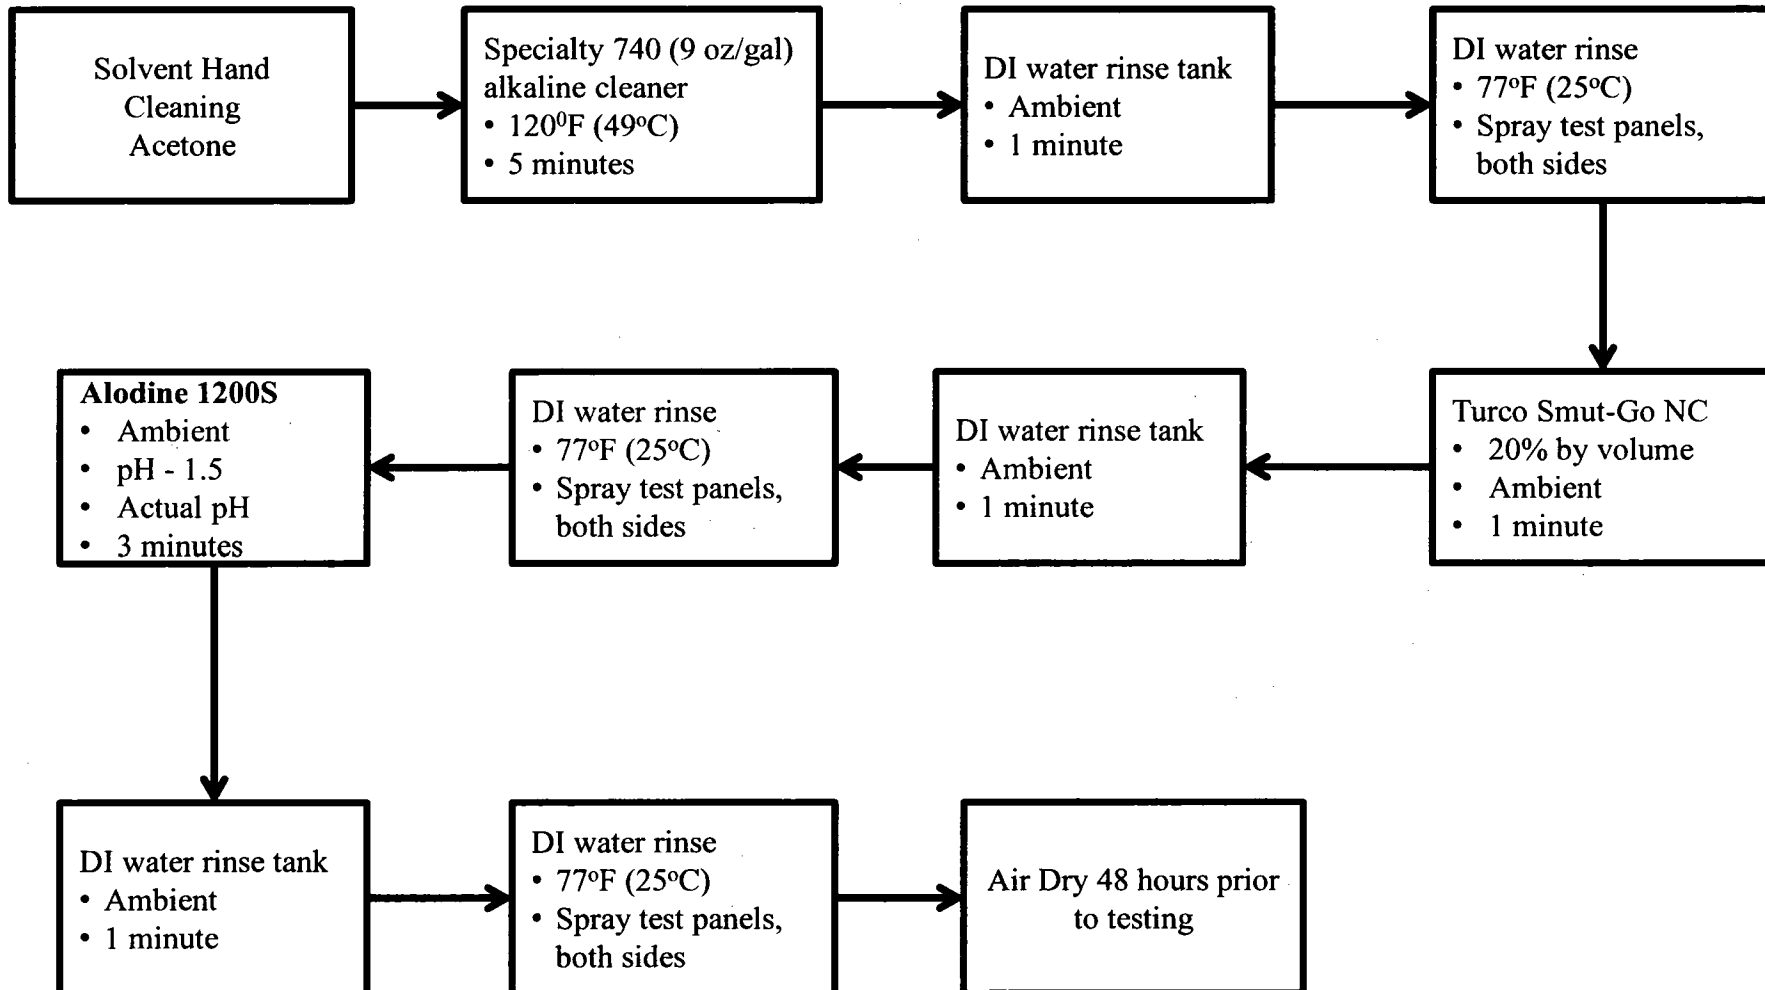 Solvent Hand
Cleaning
Acetone
Specialty 740 (9 oz/gal)
alkaline cleaner
• 120⁰F (49ºC)
• 5 minutes
DI water rinse tank
• Ambient
• 1 minute
DI water rinse
• 77ºF (25ºC)
• Spray test panels,
both sides
Turco Smut-Go NC
• 20% by volume
• Ambient
• 1 minute
DI water rinse tank
• Ambient
• 1 minute
DI water rinse
• 77ºF (25ºC)
• Spray test panels,
both sides
Alodine 1200S
• Ambient
• pH - 1.5
• Actual pH
• 3 minutes
DI water rinse tank
• Ambient
• 1 minute
DI water rinse
• 77ºF (25ºC)
• Spray test panels,
both sides
Air Dry 48 hours prior
to testing